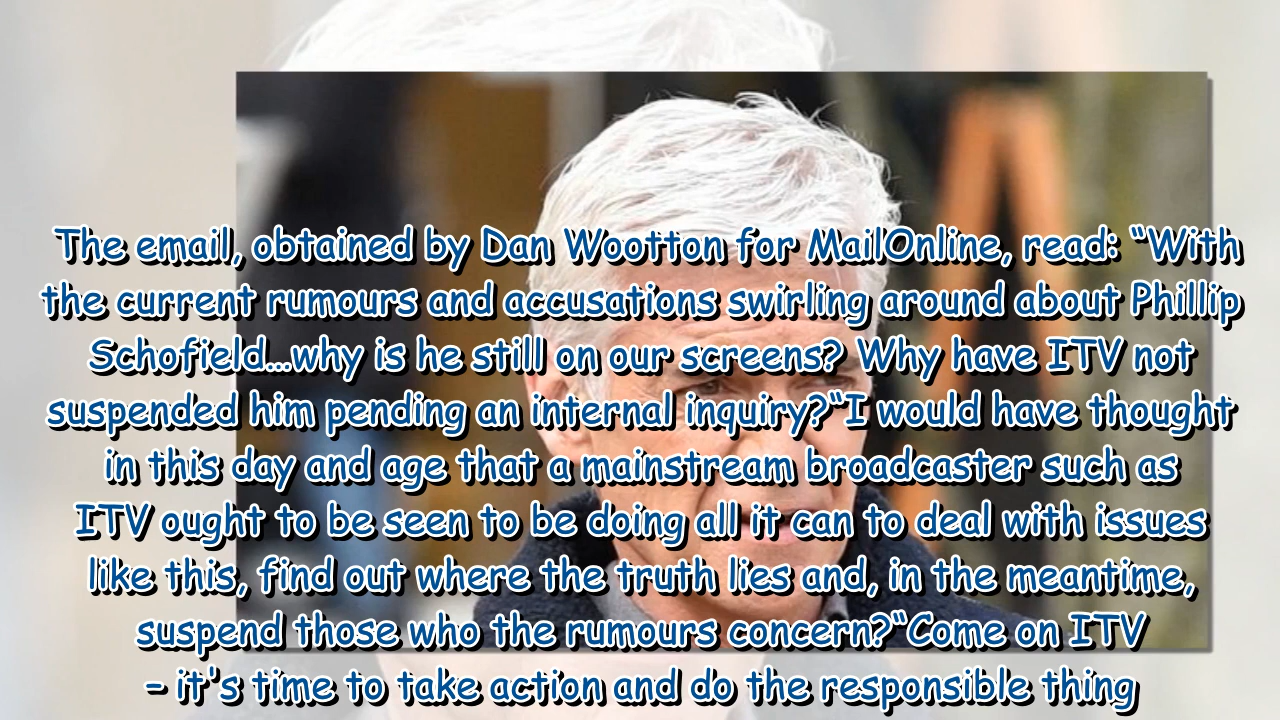 The email, obtained by Dan Wootton for MailOnline, read: “With
the current rumours and accusations swirling around about Phillip
Schofield...why is he still on our screens? Why have ITV not
suspended him pending an internal inquiry?“I would have thought
in this day and age that a mainstream broadcaster such as
ITV ought to be seen to be doing all it can to deal with issues
like this, find out where the truth lies and, in the meantime,
suspend those who the rumours concern?“Come on ITV
– it's time to take action and do the responsible thing